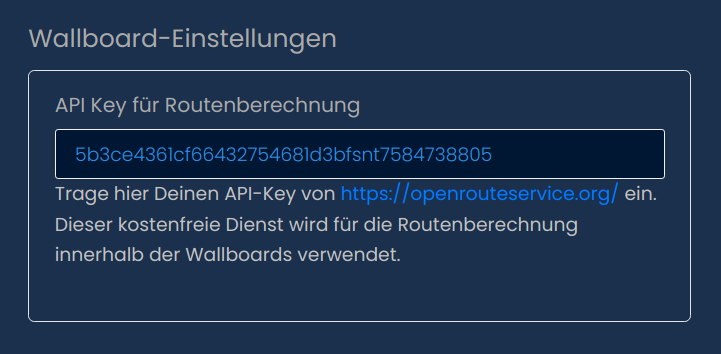 Wallboard-Einstellungen
API Key für Routenberechnung
5b3ce4361cf66432754681d3bfsnt7584738805
Trage hier Deinen API-Key von https://openrouteservice.org/ ein.
Dieser kostenfreie Dienst wird für die Routenberechnung
innerhalb der Wallboards verwendet.